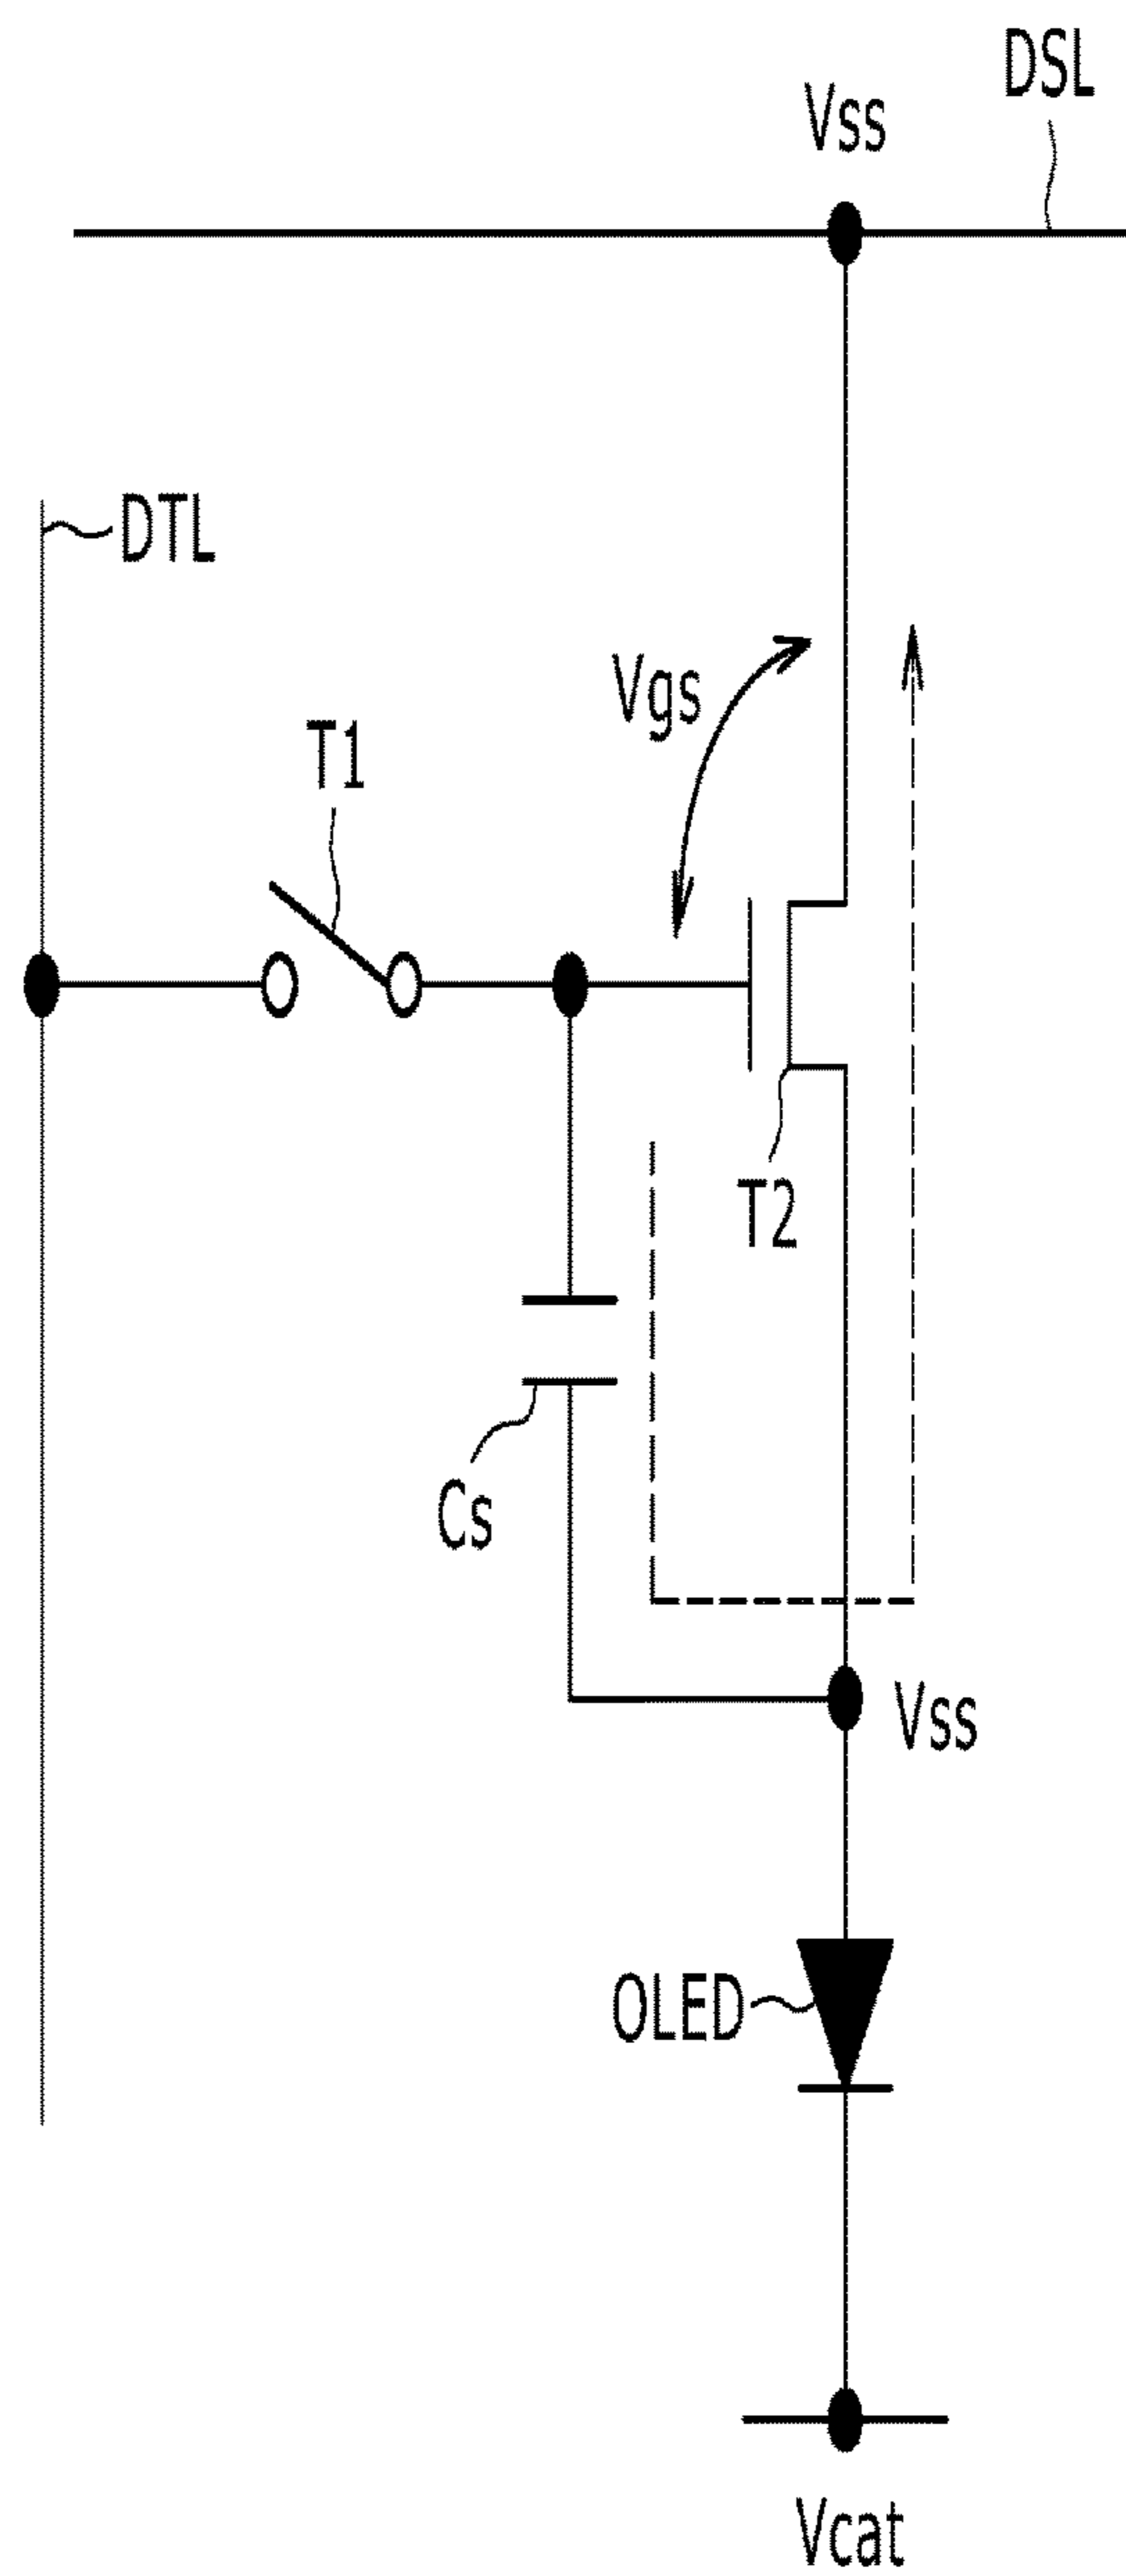 DSL
Vss
DTL
Vgs
T1
T2
Cs
Vss
OLED
Vcat